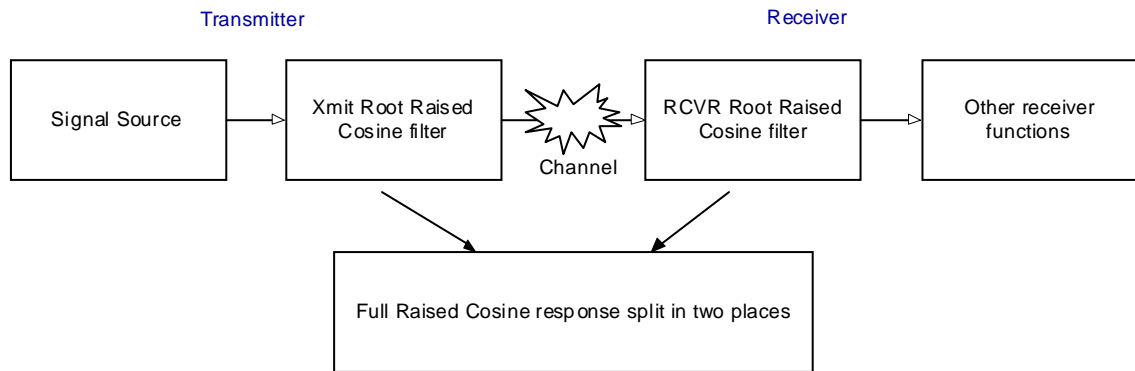 Transmitter
Receiver
Signal Source
Xmit Root Raised
Cosine filter
Channel
RCVR Root Raised
Cosine filter
Other receiver
functions
Full Raised Cosine response split in two places